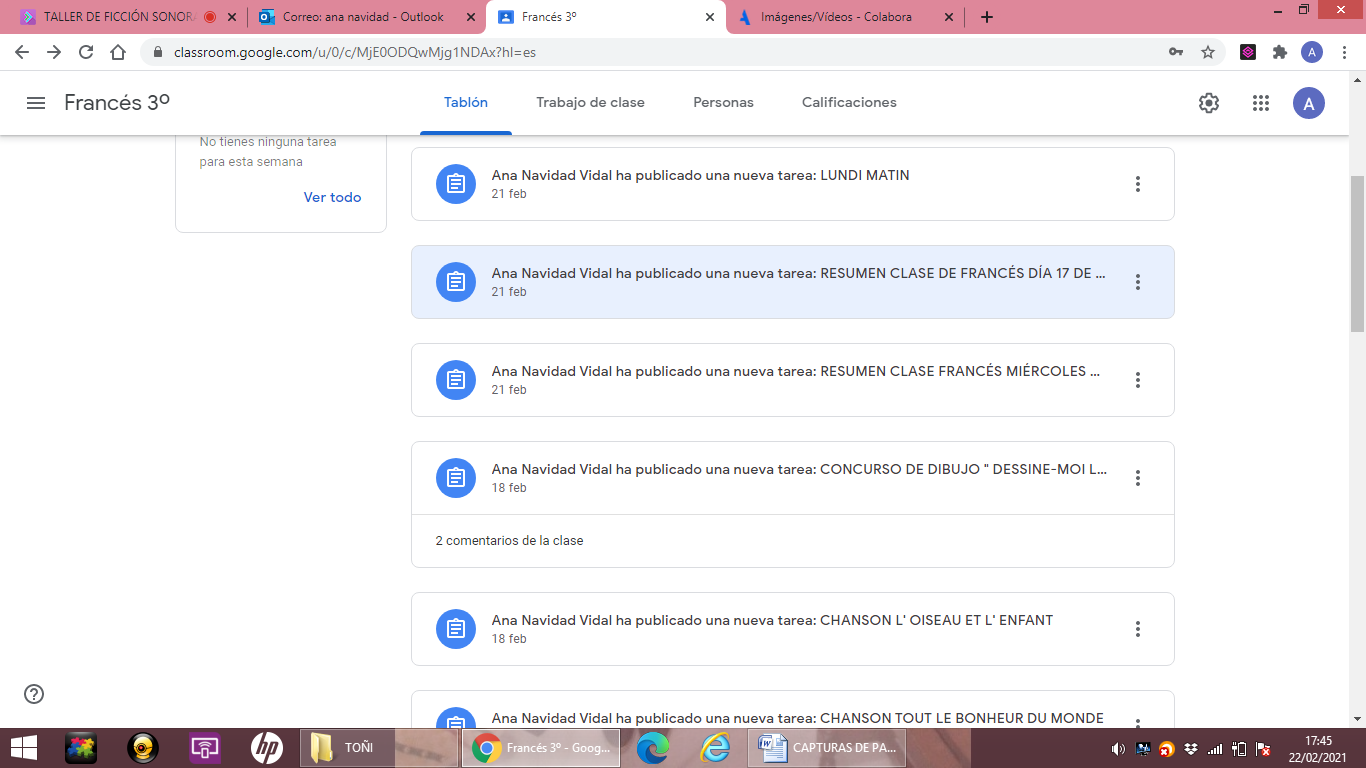 TALLER DE FICCIÓN SONOR
Correo: ana navidad - Outlook
Francés 3º
Imágenes/Vídeos - Colabora
classroom.google.com/u/0/c/MjE0ODQwMjg1NDAx?hl=es
A
Francés 3º
Tablón
Trabajo de clase
Personas
Calificaciones
A
No tienes ninguna tarea
para esta semana
Ver todo
Ana Navidad Vidal ha publicado una nueva tarea: LUNDI MATIN
21 feb
Ana Navidad Vidal ha publicado una nueva tarea: RESUMEN CLASE DE FRANCÉS DÍA 17 DE ...
21 feb
Ana Navidad Vidal ha publicado una nueva tarea: RESUMEN CLASE FRANCÉS MIÉRCOLES ...
21 feb
Ana Navidad Vidal ha publicado una nueva tarea: CONCURSO DE DIBUJO " DESSINE-MOI L...
18 feb
2 comentarios de la clase
Ana Navidad Vidal ha publicado una nueva tarea: CHANSON L' OISEAU ET L' ENFANT
18 feb
Ana Navidad Vidal ha publicado una nueva tarea: CHANSON TOUT LE BONHEUR DU MONDE
hp
TOÑI
Francés 3º - Goog...
CAPTURAS DE PA...
17:45
22/02/2021